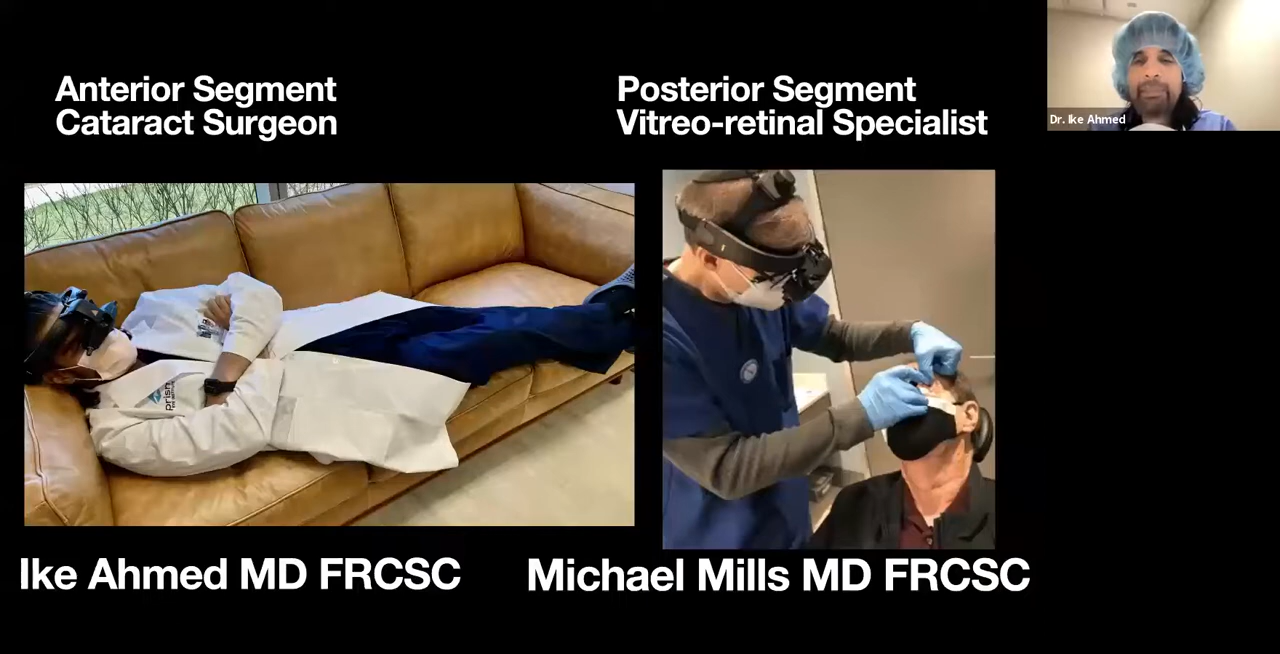 Anterior Segment
Cataract Surgeon
Posterior Segment
Vitreo-retinal Specialist
Dr. Ike Ahmed
prism
Ike Ahmed MD FRCSC
Michael Mills MD FRCSC